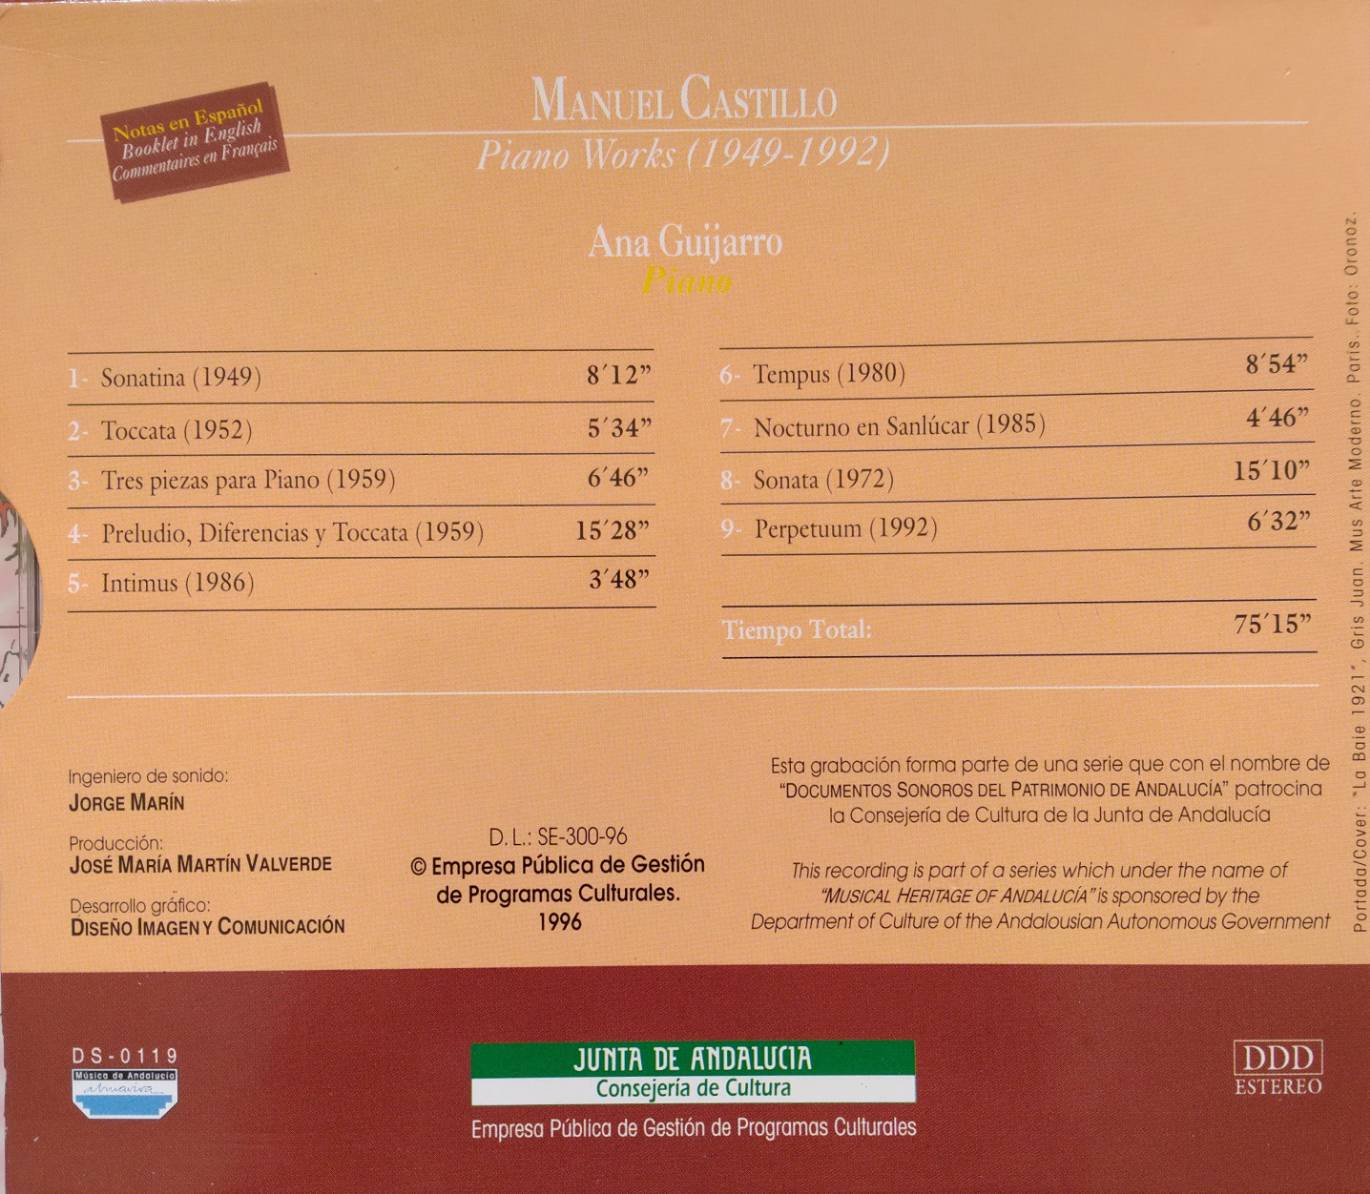 Notas en Español
Booklet in English
Commentaires en Français
MANUEL CASTILLO
Piano Works (1949-1992)
Ana Guijarro
Piano
1- Sonatina (1949) 8´12”
2- Toccata (1952) 5´34”
3- Tres piezas para Piano (1959) 6´46”
4- Preludio, Diferencias y Toccata (1959) 15´28”
5- Intimus (1986) 3´48”
6- Tempus (1980) 8´54”
7- Nocturno en Sanlúcar (1985) 4´46”
8- Sonata (1972) 15´10”
9- Perpetuum (1992) 6´32”
Tiempo Total: 75´15”
Ingeniero de sonido:
JORGE MARÍN
Producción:
JOSÉ MARÍA MARTÍN VALVERDE
Desarrollo gráfico:
DISEÑO IMAGEN Y COMUNICACIÓN
D.L.: SE-300-96
© Empresa Pública de Gestión
de Programas Culturales.
1996
Esta grabación forma parte de una serie que con el nombre de
“DOCUMENTOS SONOROS DEL PATRIMONIO DE ANDALUCÍA” patrocina
la Consejería de Cultura de la Junta de Andalucía
This recording is part of a series which under the name of
“MUSICAL HERITAGE OF ANDALUCÍA” is sponsored by the
Department of Culture of the Andalousian Autonomous Government
Portada/Cover: “La Baie 1921”, Gris Juan. Mus Arte Moderno. Paris. Foto: Oronoz.
DS-0119
Música de Andalucía
almaviva
JUNTA DE ANDALUCIA
Consejería de Cultura
Empresa Pública de Gestión de Programas Culturales
DDD
ESTEREO